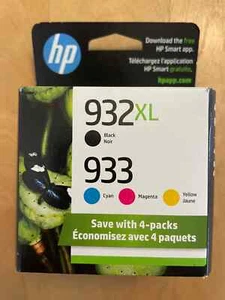 hp
Download the free
HP Smart app.
Téléchargez l'application
HP Smart gratuite.
hpapp.com
932XL
Black
Noir
933
Cyan
Magenta
Yellow
Jaune
Save with 4-packs
Économisez avec 4 paquets